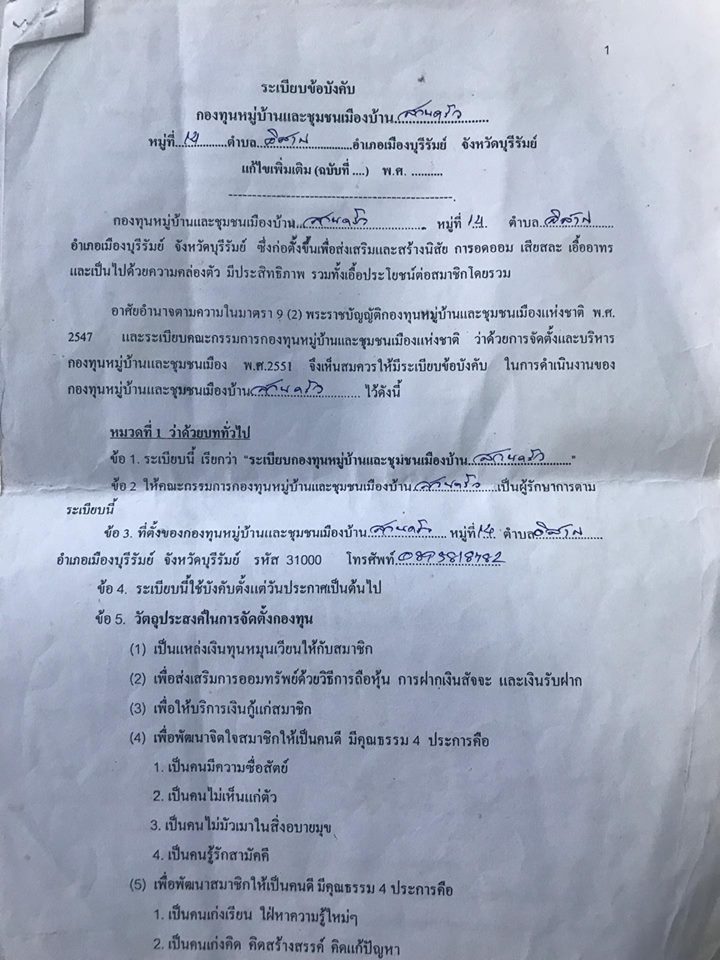 1
ระเบียบข้อบังคับ
กองทุนหมู่บ้านและชุมชนเมืองบ้าน สวายจรัว
หมู่ที่ 14 ตำบล อิสาณ อำเภอเมืองบุรีรัมย์ จังหวัดบุรีรัมย์
แก้ไขเพิ่มเติม (ฉบับที่ ....) พ.ศ. ..........
กองทุนหมู่บ้านและชุมชนเมืองบ้าน หมู่ที่ 14 ตำบล อิสาณ
อำเภอเมืองบุรีรัมย์ จังหวัดบุรีรัมย์ ซึ่งก่อตั้งขึ้นเพื่อส่งเสริมและสร้างนิสัย การอดออม เสียสละ เอื้ออาทร
และเป็นไปด้วยความคล่องตัว มีประสิทธิภาพ รวมทั้งเอื้อประโยชน์ต่อสมาชิกโดยรวม
อาศัยอำนาจตามความในมาตรา 9 (2) พระราชบัญญัติกองทุนหมู่บ้านและชุมชนเมืองแห่งชาติ พ.ศ.
2547 และระเบียบคณะกรรมการกองทุนหมู่บ้านและชุมชนเมืองแห่งชาติ ว่าด้วยการจัดตั้งและบริหาร
กองทุนหมู่บ้านและชุมชนเมือง พ.ศ.2551 จึงเห็นสมควรให้มีระเบียบข้อบังคับ ในการดำเนินงานของ
กองทุนหมู่บ้านและชุมชนเมืองบ้าน ไว้ดังนี้
หมวดที่ 1 ว่าด้วยบททั่วไป
ข้อ 1. ระเบียบนี้ เรียกว่า "ระเบียบกองทุนหมู่บ้านและชุมชนเมืองบ้าน "
ข้อ 2 ให้คณะกรรมการกองทุนหมู่บ้านและชุมชนเมืองบ้าน เป็นผู้รักษาการตาม
ระเบียบนี้
ข้อ 3. ที่ตั้งของกองทุนหมู่บ้านและชุมชนเมืองบ้าน หมู่ที่ 14 ตำบล อิสาณ
อำเภอเมืองบุรีรัมย์ จังหวัดบุรีรัมย์ รหัส 31000 โทรศัพท์
ข้อ 4. ระเบียบนี้ใช้บังคับตั้งแต่วันประกาศเป็นต้นไป
ข้อ 5. วัตถุประสงค์ในการจัดตั้งกองทุน
(1) เป็นแหล่งเงินทุนหมุนเวียนให้กับสมาชิก
(2) เพื่อส่งเสริมการออมทรัพย์ด้วยวิธีการถือหุ้น การฝากเงินสัจจะ และเงินรับฝาก
(3) เพื่อให้บริการเงินกู้แก่สมาชิก
(4) เพื่อพัฒนาจิตใจสมาชิกให้เป็นคนดี มีคุณธรรม 4 ประการคือ
1. เป็นคนมีความซื่อสัตย์
2. เป็นคนไม่เห็นแก่ตัว
3. เป็นคนไม่มัวเมาในสิ่งอบายมุข
4. เป็นคนรู้รักสามัคคี
(5) เพื่อพัฒนาสมาชิกให้เป็นคนดี มีคุณธรรม 4 ประการคือ
1. เป็นคนเก่งเรียน ใฝ่หาความรู้ใหม่ๆ
2. เป็นคนเก่งคิด คิดสร้างสรรค์ คิดแก้ปัญหา